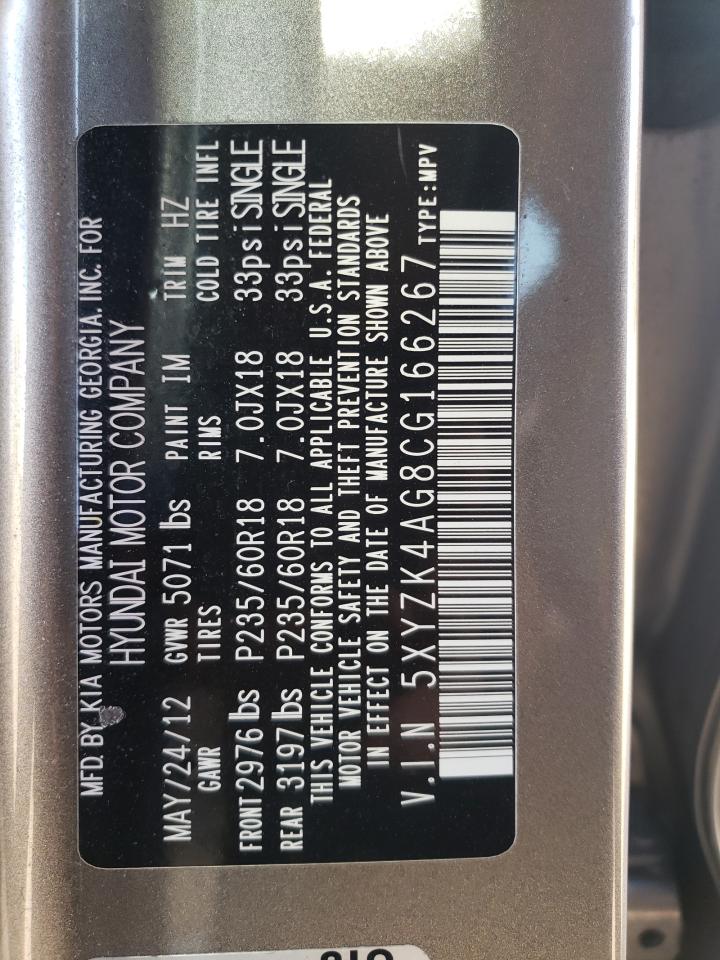 MFD. BY KIA MOTORS MANUFACTURING GEORGIA, INC. FOR
HYUNDAI MOTOR COMPANY
MAY/24/12 GVWR 5071 lbs PAINT IM TRIM HZ
GAWR TIRES RIMS COLD TIRE INFL
FRONT 2976 lbs P235/60R18 7.0JX18 33psi SINGLE
REAR 3197 lbs P235/60R18 7.0JX18 33psi SINGLE
THIS VEHICLE CONFORMS TO ALL APPLICABLE U.S.A. FEDERAL
MOTOR VEHICLE SAFETY AND THEFT PREVENTION STANDARDS
IN EFFECT ON THE DATE OF MANUFACTURE SHOWN ABOVE
V.I.N 5XYZK4AG8CG166267 TYPE:MPV